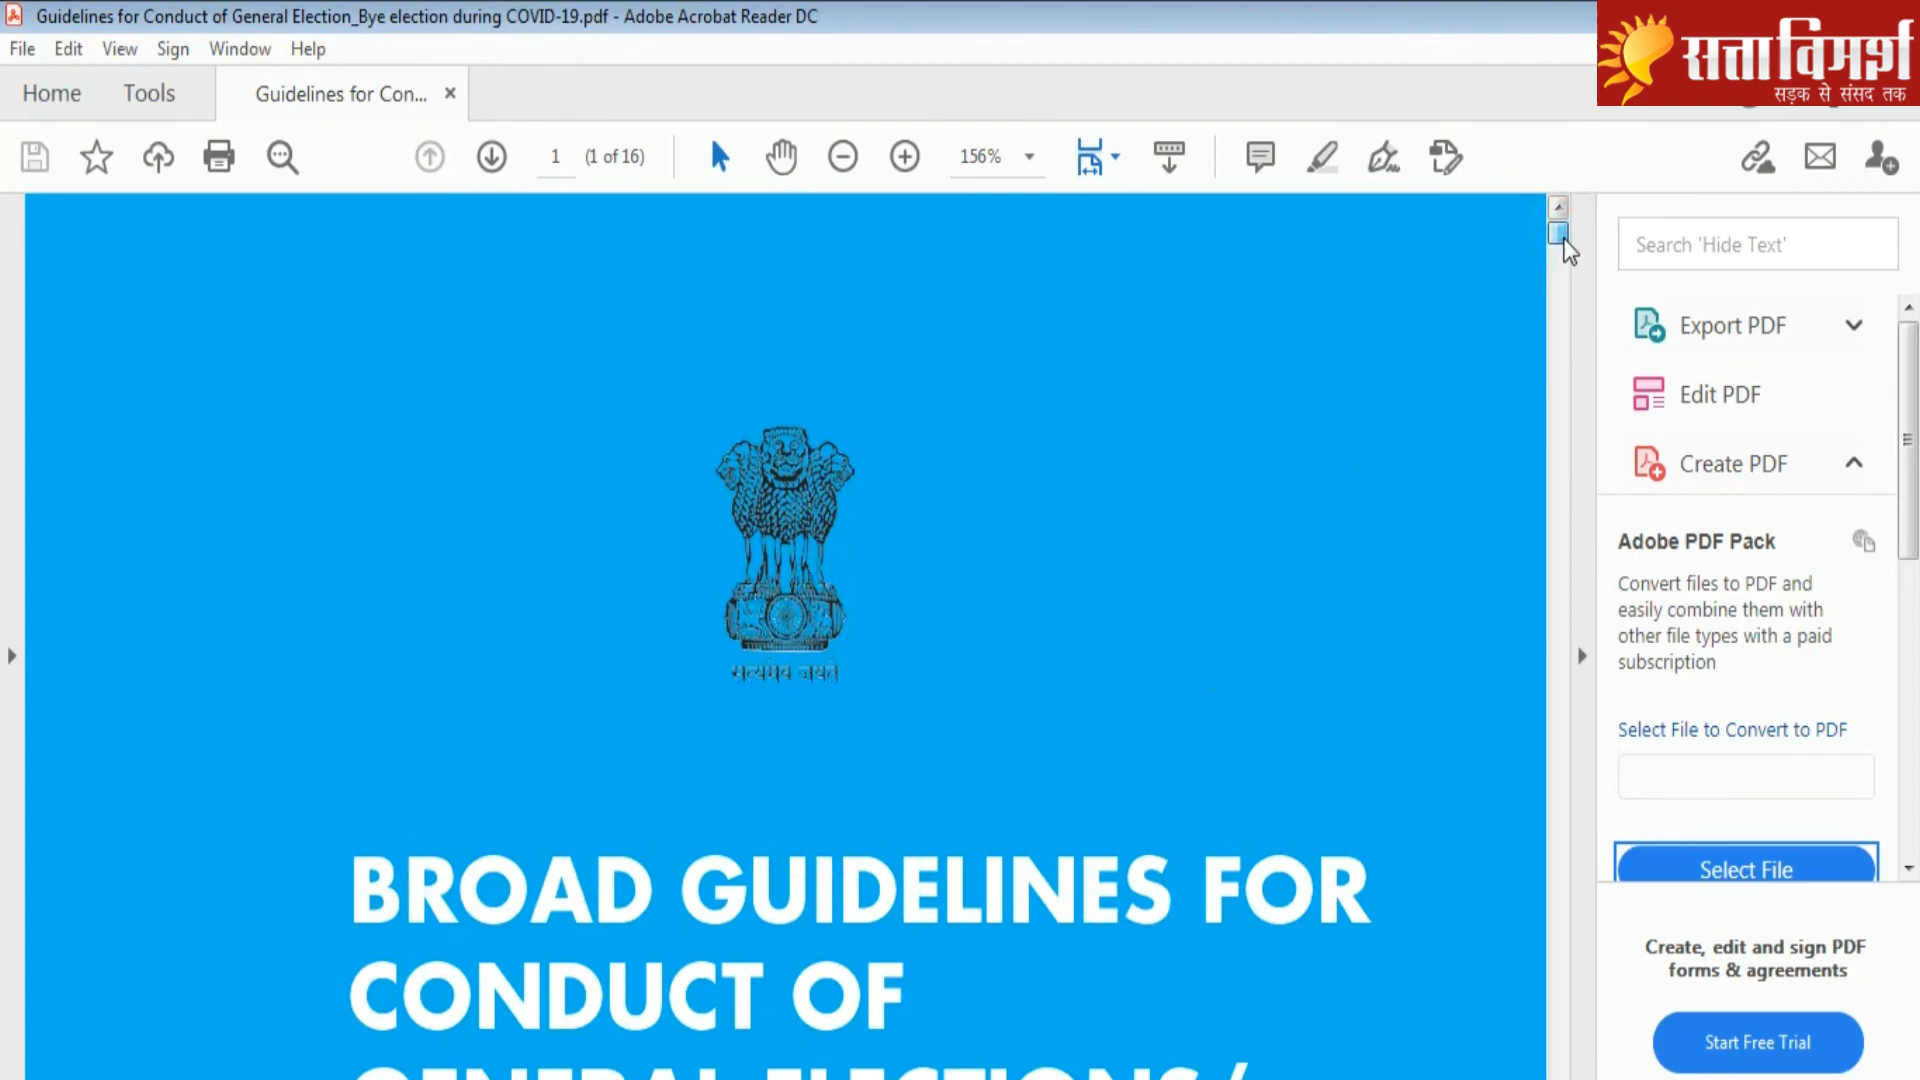 Guidelines for Conduct of General Election_Bye election during COVID-19.pdf - Adobe Acrobat Reader DC
File Edit View Sign Window Help
सत्ता विमर्श
सड़क से संसद तक
Home Tools Guidelines for Con... ×
1 (1 of 16) 156%
Search 'Hide Text'
Export PDF
Edit PDF
Create PDF
Adobe PDF Pack
Convert files to PDF and
easily combine them with
other file types with a paid
subscription
Select File to Convert to PDF
Select File
Create, edit and sign PDF
forms & agreements
Start Free Trial
सत्यमेव जयते
BROAD GUIDELINES FOR
CONDUCT OF
GENERAL ELECTIONS/